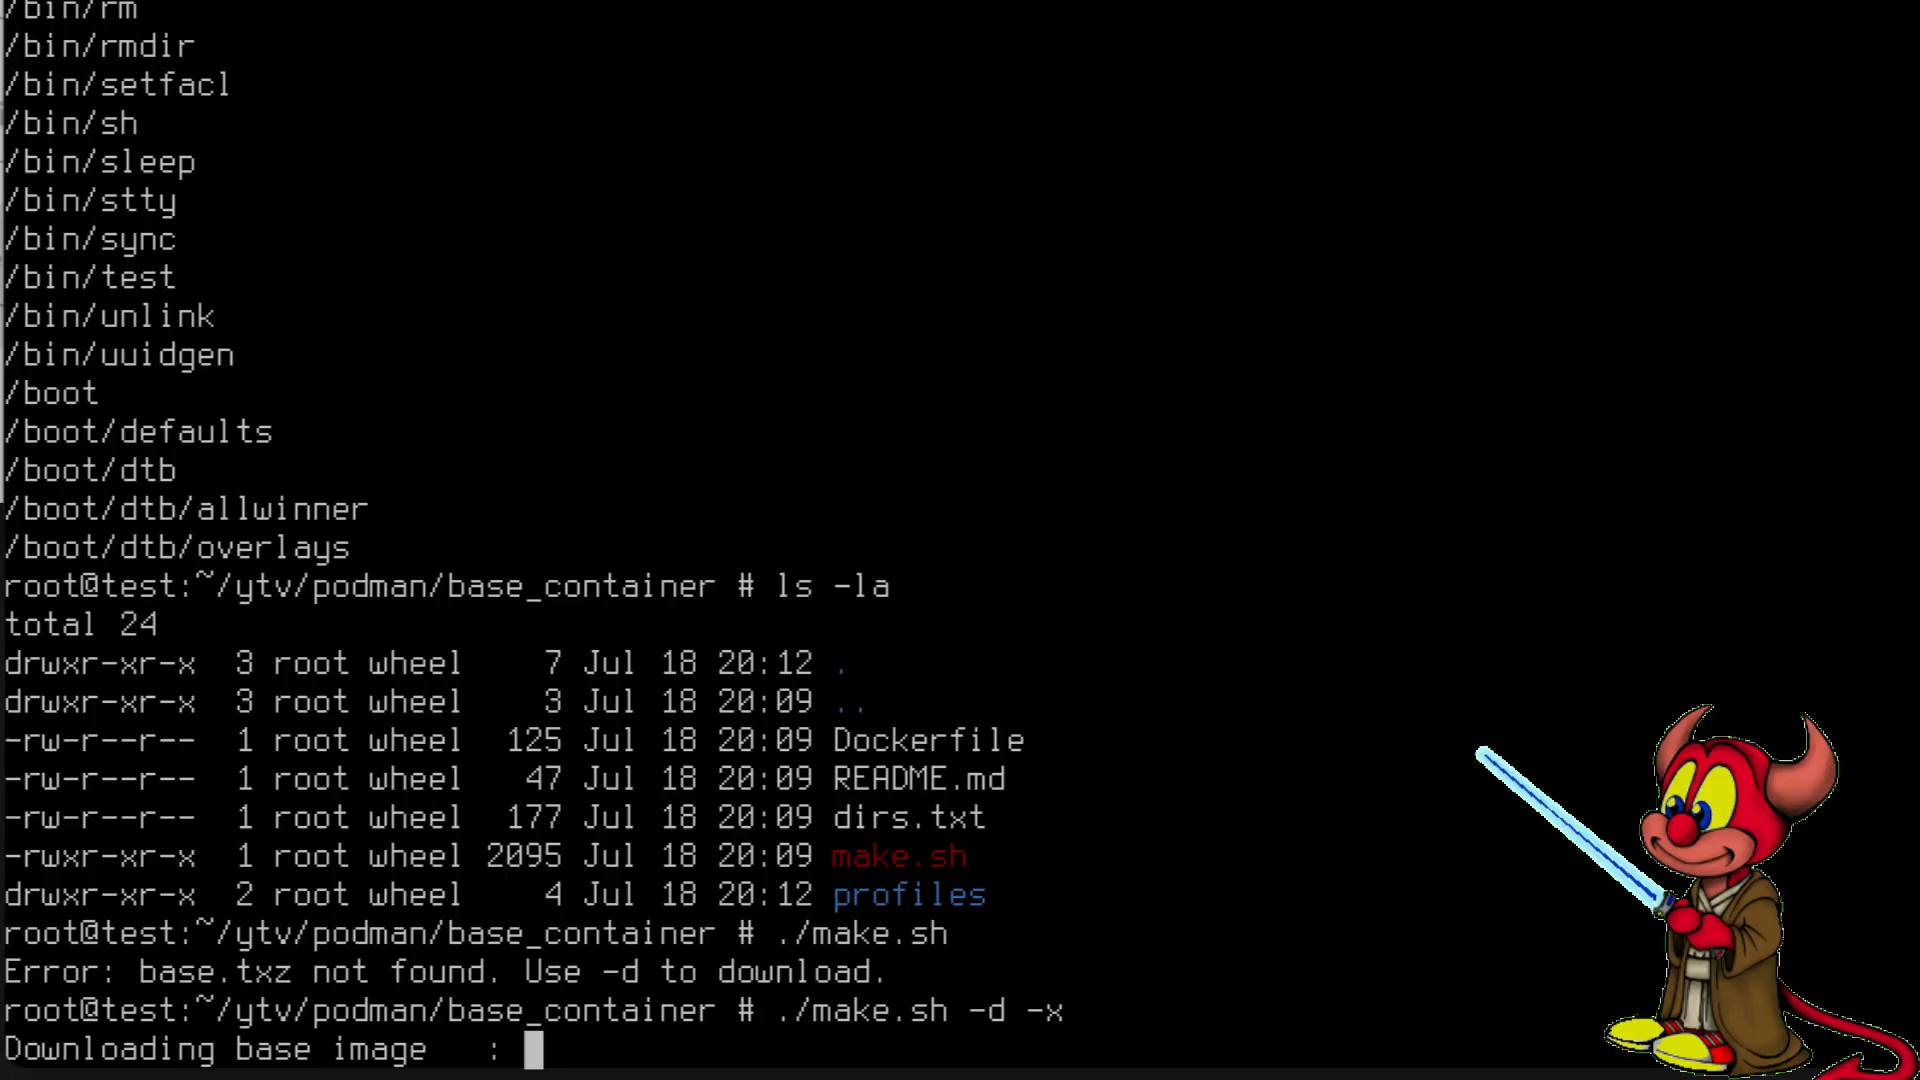 /bin/rm
/bin/rmdir
/bin/setfacl
/bin/sh
/bin/sleep
/bin/stty
/bin/sync
/bin/test
/bin/unlink
/bin/uuidgen
/boot
/boot/defaults
/boot/dtb
/boot/dtb/allwinner
/boot/dtb/overlays
root@test:~/ytv/podman/base_container # ls -la
total 24
drwxr-xr-x  3 root wheel    7 Jul 18 20:12 .
drwxr-xr-x  3 root wheel    3 Jul 18 20:09 ..
-rw-r--r--  1 root wheel  125 Jul 18 20:09 Dockerfile
-rw-r--r--  1 root wheel   47 Jul 18 20:09 README.md
-rw-r--r--  1 root wheel  177 Jul 18 20:09 dirs.txt
-rwxr-xr-x  1 root wheel 2095 Jul 18 20:09 make.sh
drwxr-xr-x  2 root wheel    4 Jul 18 20:12 profiles
root@test:~/ytv/podman/base_container # ./make.sh
Error: base.txz not found. Use -d to download.
root@test:~/ytv/podman/base_container # ./make.sh -d -x
Downloading base image   :